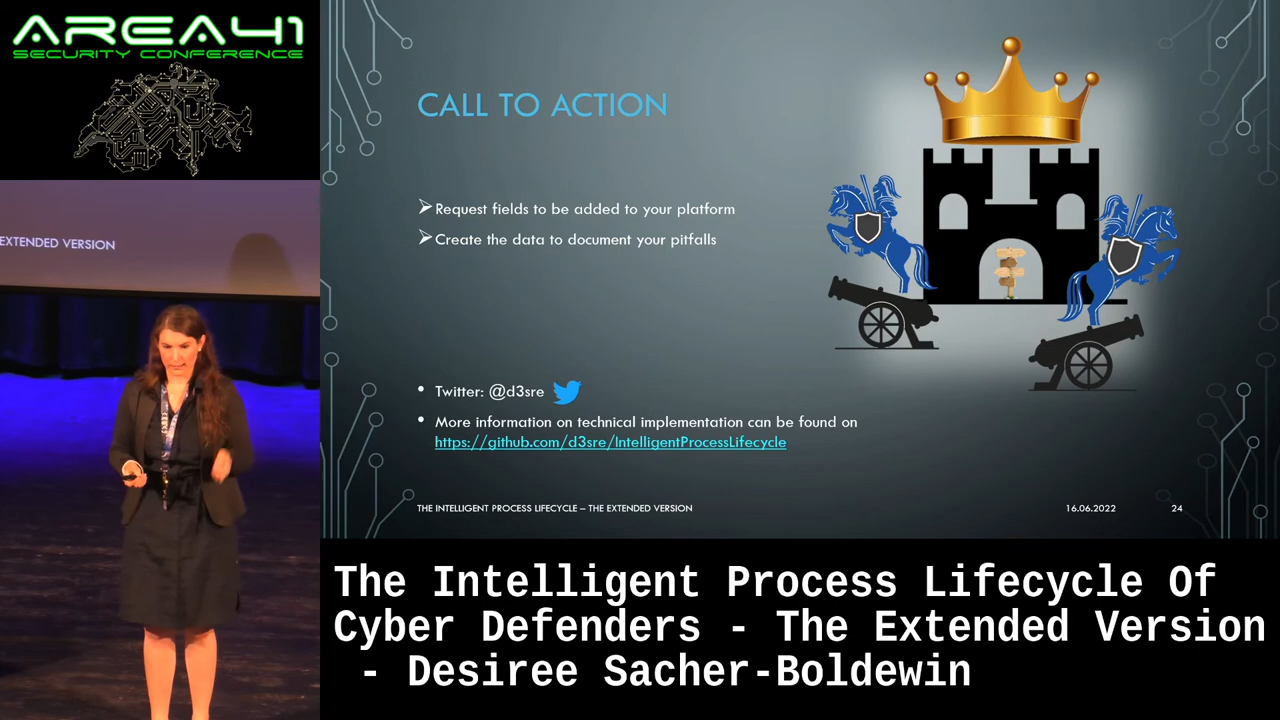 AREA41
SECURITY CONFERENCE
EXTENDED VERSION
CALL TO ACTION
Request fields to be added to your platform
Create the data to document your pitfalls
Twitter: @d3sre
More information on technical implementation can be found on
https://github.com/d3sre/IntelligentProcessLifecycle
THE INTELLIGENT PROCESS LIFECYCLE – THE EXTENDED VERSION
16.06.2022
24
The Intelligent Process Lifecycle Of
Cyber Defenders - The Extended Version
- Desiree Sacher-Boldewin